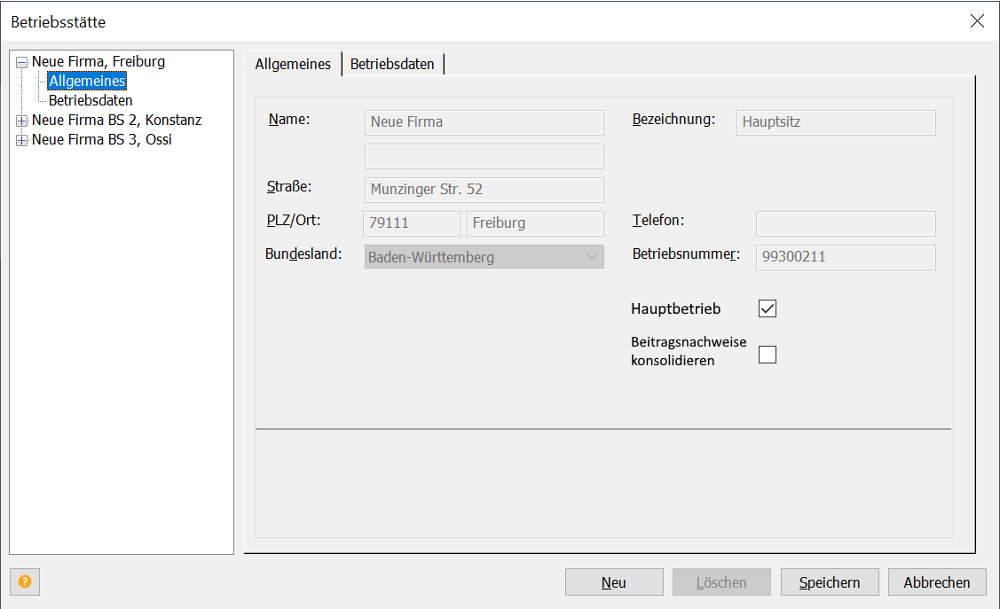 Betriebsstätte
Neue Firma, Freiburg
Allgemeines
Betriebsdaten
Neue Firma BS 2, Konstanz
Neue Firma BS 3, Ossi
Allgemeines Betriebsdaten
Name: Neue Firma Bezeichnung: Hauptsitz
Straße: Munzinger Str. 52
PLZ/Ort: 79111 Freiburg Telefon:
Bundesland: Baden-Württemberg Betriebsnummer: 99300211
Hauptbetrieb
Beitragsnachweise
konsolidieren
? Neu Löschen Speichern Abbrechen